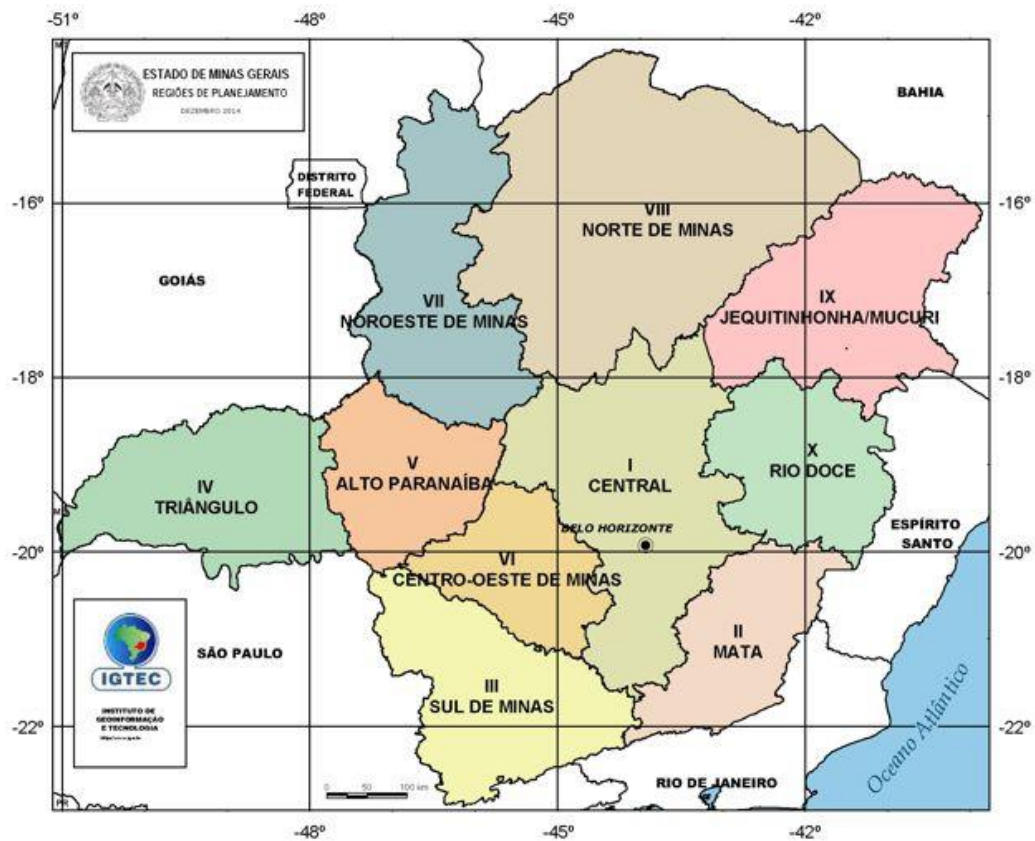 -51º -48º -45º -42º
ESTADO DE MINAS GERAIS
REGIÕES DE PLANEJAMENTO
DEZEMBRO 2014
BAHIA
DISTRITO
FEDERAL
-16º -16º
VIII
NORTE DE MINAS
GOIÁS
VII
NOROESTE DE MINAS
IX
JEQUITINHONHA/MUCURI
-18º -18º
V
ALTO PARANAÍBA
IV
TRIÂNGULO
I
CENTRAL
X
RIO DOCE
BELO HORIZONTE
ESPÍRITO
SANTO
-20º -20º
VI
CENTRO-OESTE DE MINAS
SÃO PAULO
II
MATA
IGTEC
INSTITUTO DE
GEOINFORMAÇÃO
E TECNOLOGIA
III
SUL DE MINAS
-22º -22º
Oceano Atlântico
RIO DE JANEIRO
0 50 100 km
PR
-48º -45º -42º